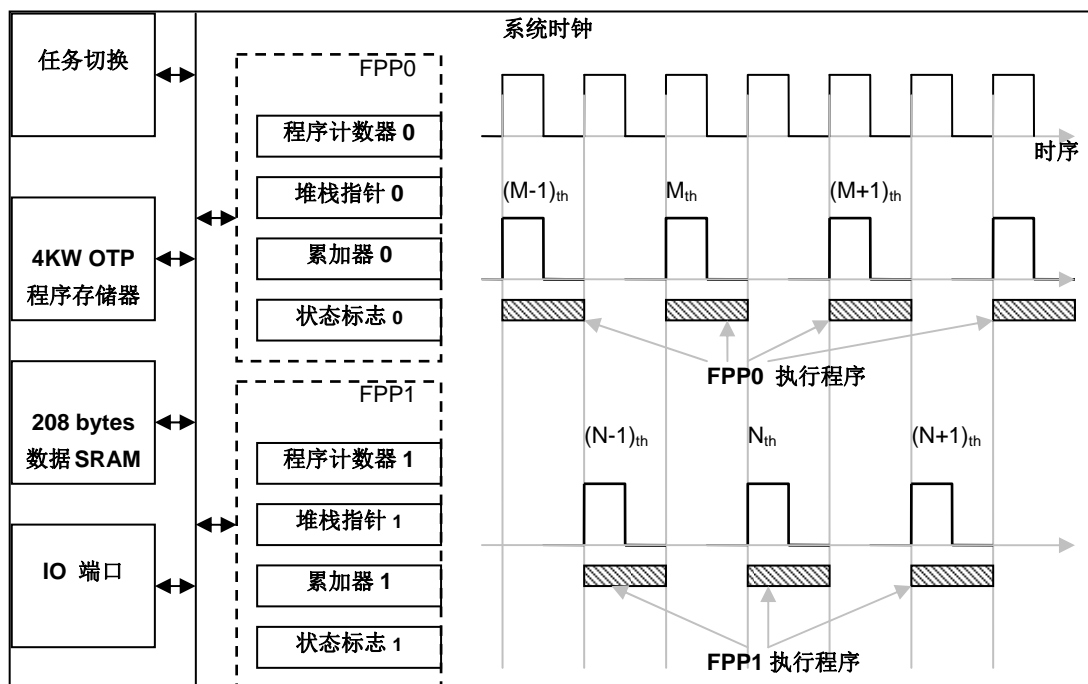 任务切换
4KW OTP
程序存储器
208 bytes
数据 SRAM
IO 端口
FPP0
程序计数器 0
堆栈指针 0
累加器 0
状态标志 0
FPP1
程序计数器 1
堆栈指针 1
累加器 1
状态标志 1
系统时钟
时序
(M-1)th Mth (M+1)th
FPP0 执行程序
(N-1)th Nth (N+1)th
FPP1 执行程序